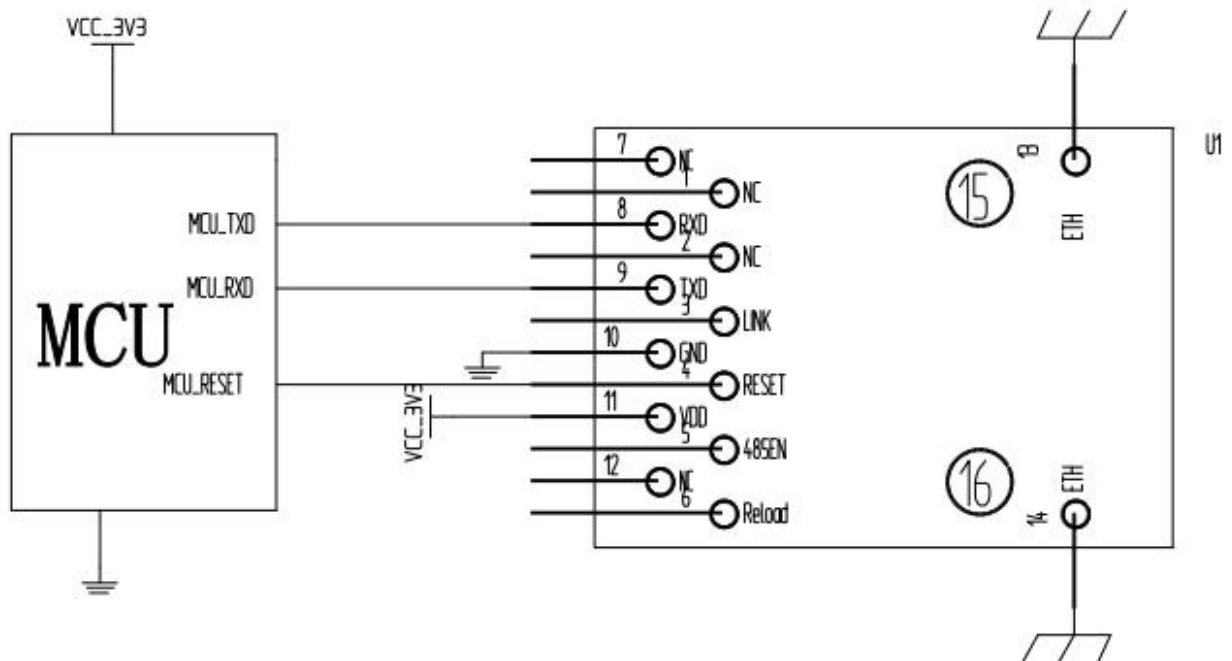 VCC_3V3
U1
7
NC
1
NC
MCU_TXD
8
RXD
2
NC
MCU_RXD
9
TXD
3
LINK
MCU
10
GND
4
RESET
MCU_RESET
VCC_3V3
11
VDD
5
485EN
12
NC
6
Reload
13
15
ETH
16
ETH
14